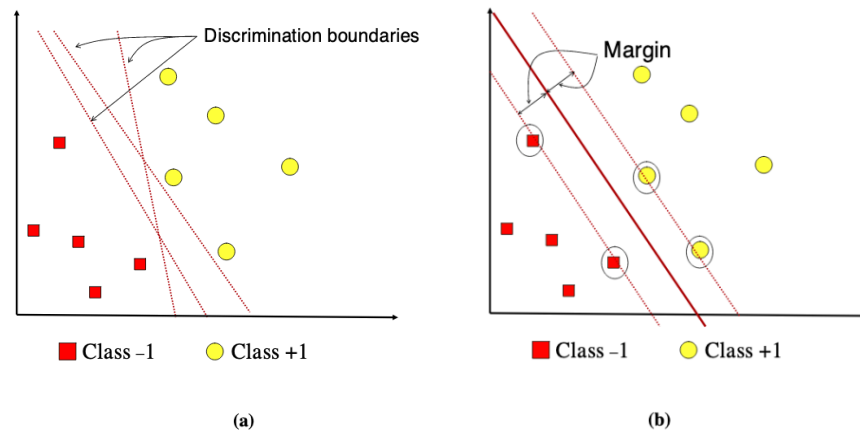 Discrimination boundaries
Class –1
Class +1
(a)
Margin
Class –1
Class +1
(b)